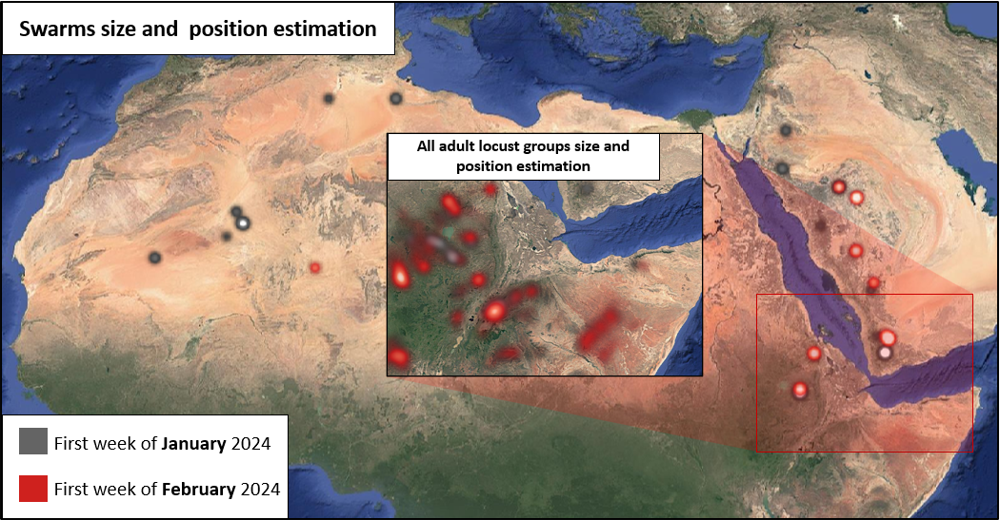 Swarms size and position estimation
All adult locust groups size and
position estimation
First week of January 2024
First week of February 2024